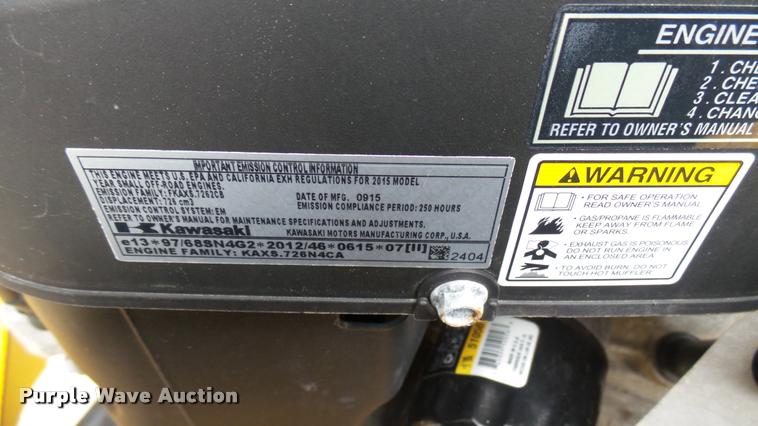 IMPORTANT EMISSION CONTROL INFORMATION
THIS ENGINE MEETS U.S. EPA AND CALIFORNIA EXH REGULATIONS FOR 2015 MODEL
YEAR SMALL OFF-ROAD ENGINES.
EMISSION FAMILY: FKAXS.7262CB
DISPLACEMENT: 726 cm3
DATE OF MFG. 0915
EMISSION CONTROL SYSTEM: EM
EMISSION COMPLIANCE PERIOD: 250 HOURS
REFER TO OWNER'S MANUAL FOR MAINTENANCE SPECIFICATIONS AND ADJUSTMENTS.
Kawasaki
KAWASAKI MOTORS MANUFACTURING CORP., U.S.A.
e13*97/68SN4G2*2012/46*0615*07[II]
ENGINE FAMILY: KAXS.726N4CA
2404
ENGINE
1. CHE
2. CHE
3. CLEA
4. CHANG
REFER TO OWNER'S MANUAL
WARNING
• FOR SAFE OPERATION
READ OWNER'S MANUAL
• GAS/PROPANE IS FLAMMABLE
KEEP AWAY FROM FLAME
OR SPARKS.
• EXHAUST GAS IS POISONOUS
DO NOT RUN ENGINE IN
AN ENCLOSED AREA
• TO AVOID BURN, DO NOT
TOUCH HOT MUFFLER
Purple Wave Auction